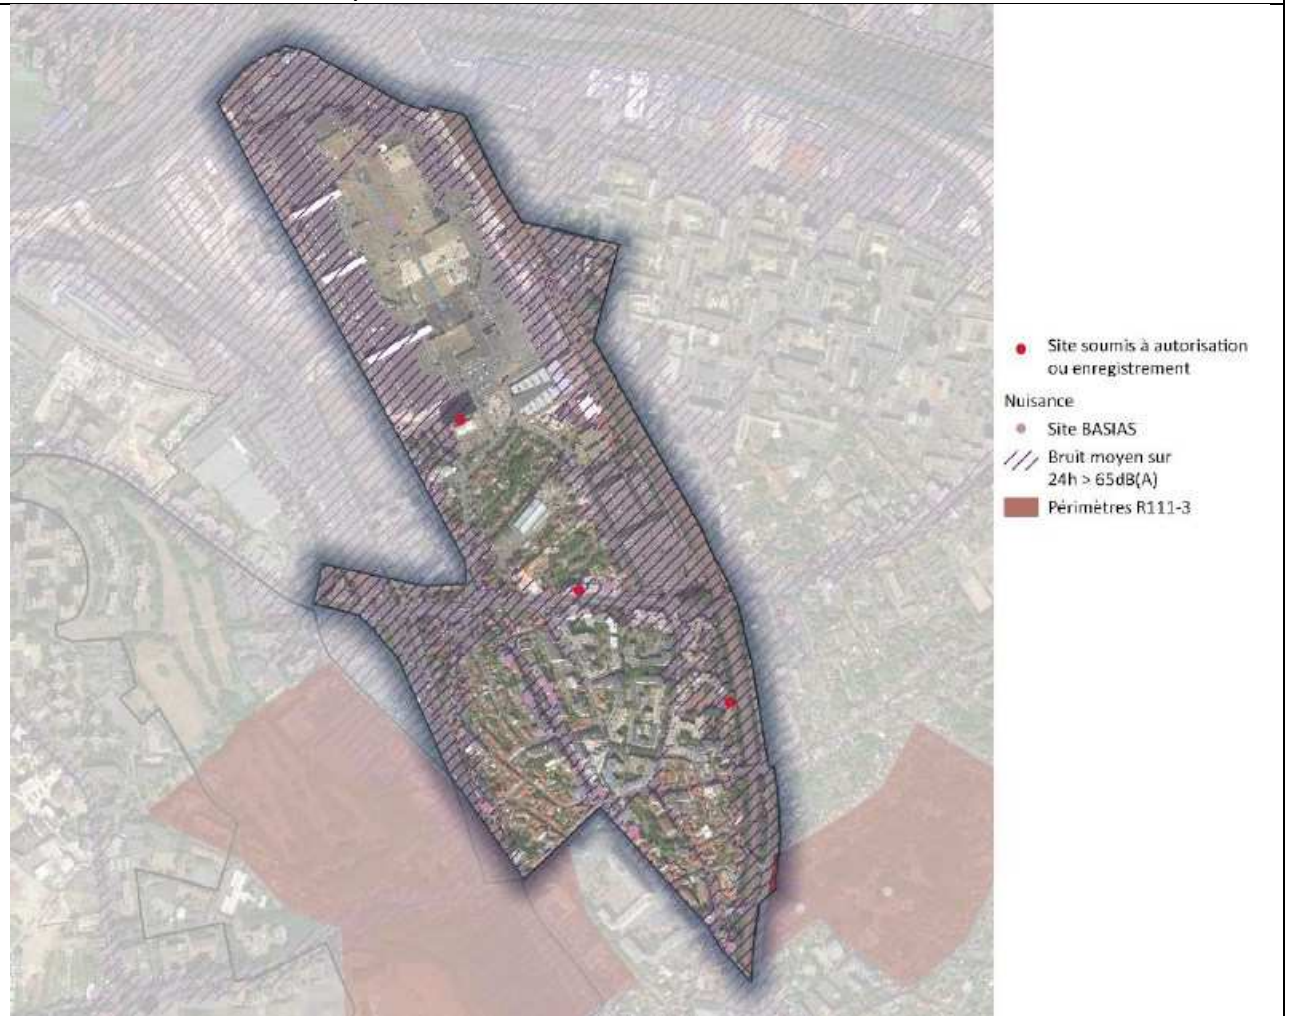 Site soumis à autorisation
ou enregistrement
Nuisance
Site BASIAS
Bruit moyen sur
24h > 65dB(A)
Périmètres R111-3